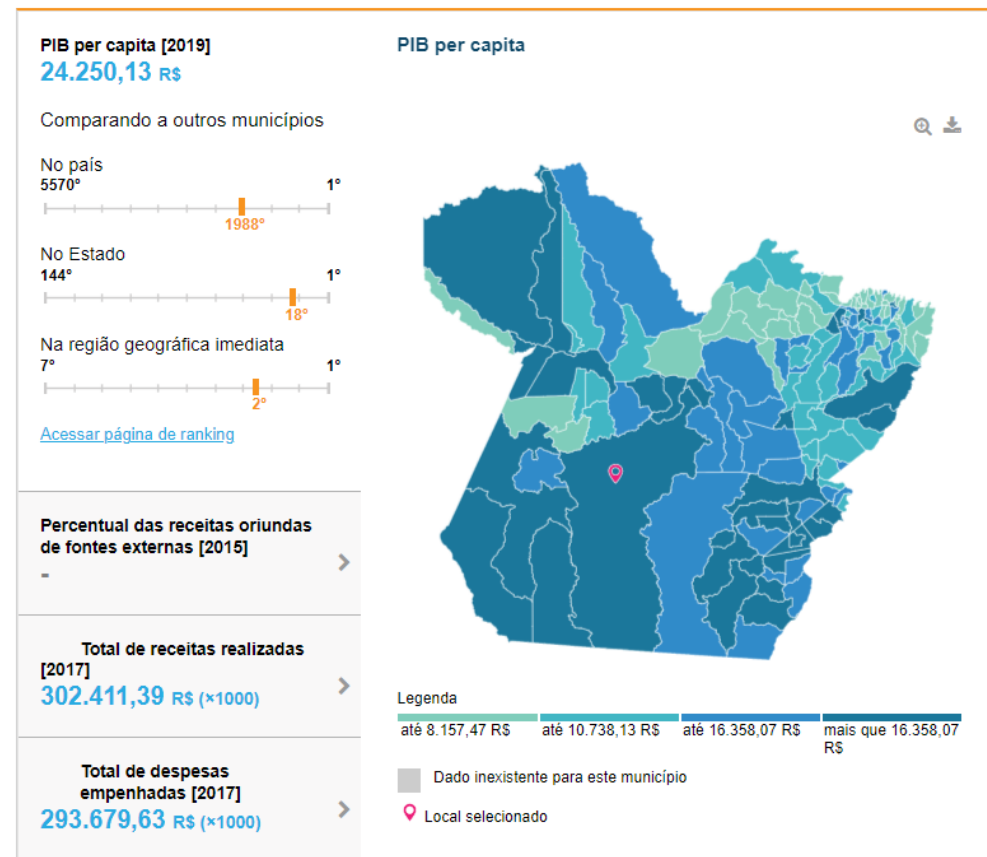 PIB per capita [2019]
24.250,13 R$
Comparando a outros municípios
No país
5570° 1°
1988°
No Estado
144° 1°
18°
Na região geográfica imediata
7° 1°
2°
Acessar página de ranking
Percentual das receitas oriundas
de fontes externas [2015]
-
Total de receitas realizadas
[2017]
302.411,39 R$ (×1000)
Total de despesas
empenhadas [2017]
293.679,63 R$ (×1000)
PIB per capita
Legenda
até 8.157,47 R$ até 10.738,13 R$ até 16.358,07 R$ mais que 16.358,07
R$
Dado inexistente para este município
Local selecionado